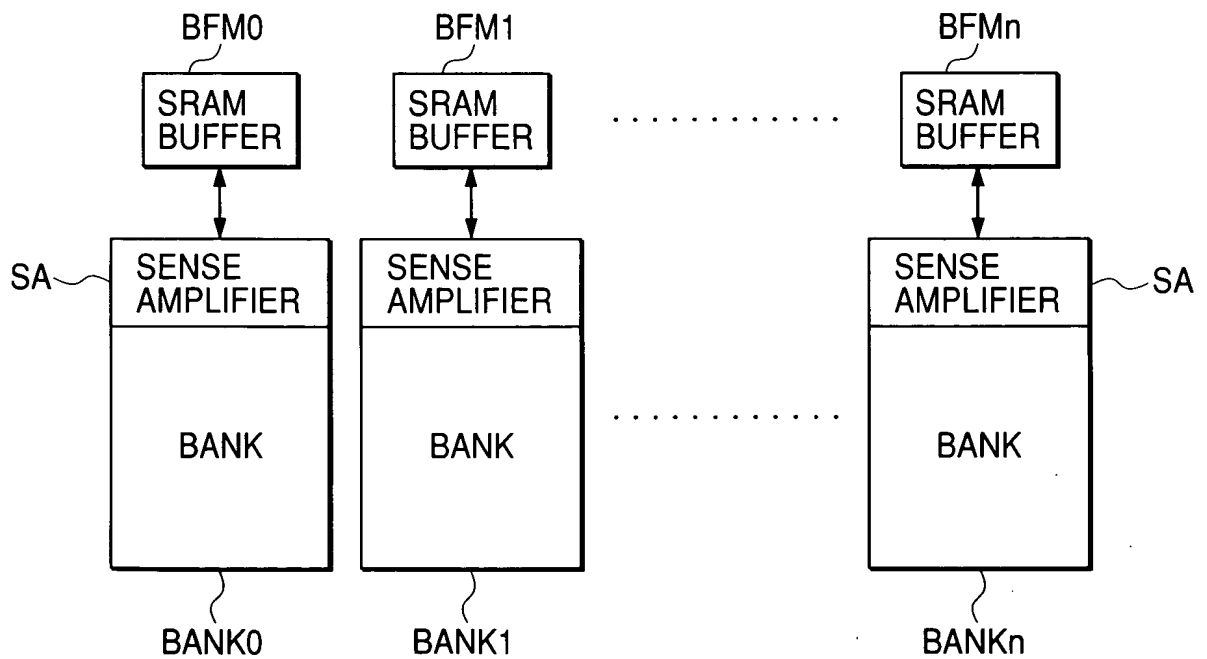 BFM0
BFM1
BFMn
SRAM
BUFFER
SRAM
BUFFER
SRAM
BUFFER
SA
SENSE
AMPLIFIER
SENSE
AMPLIFIER
SENSE
AMPLIFIER
SA
BANK
BANK
BANK
BANK0
BANK1
BANKn